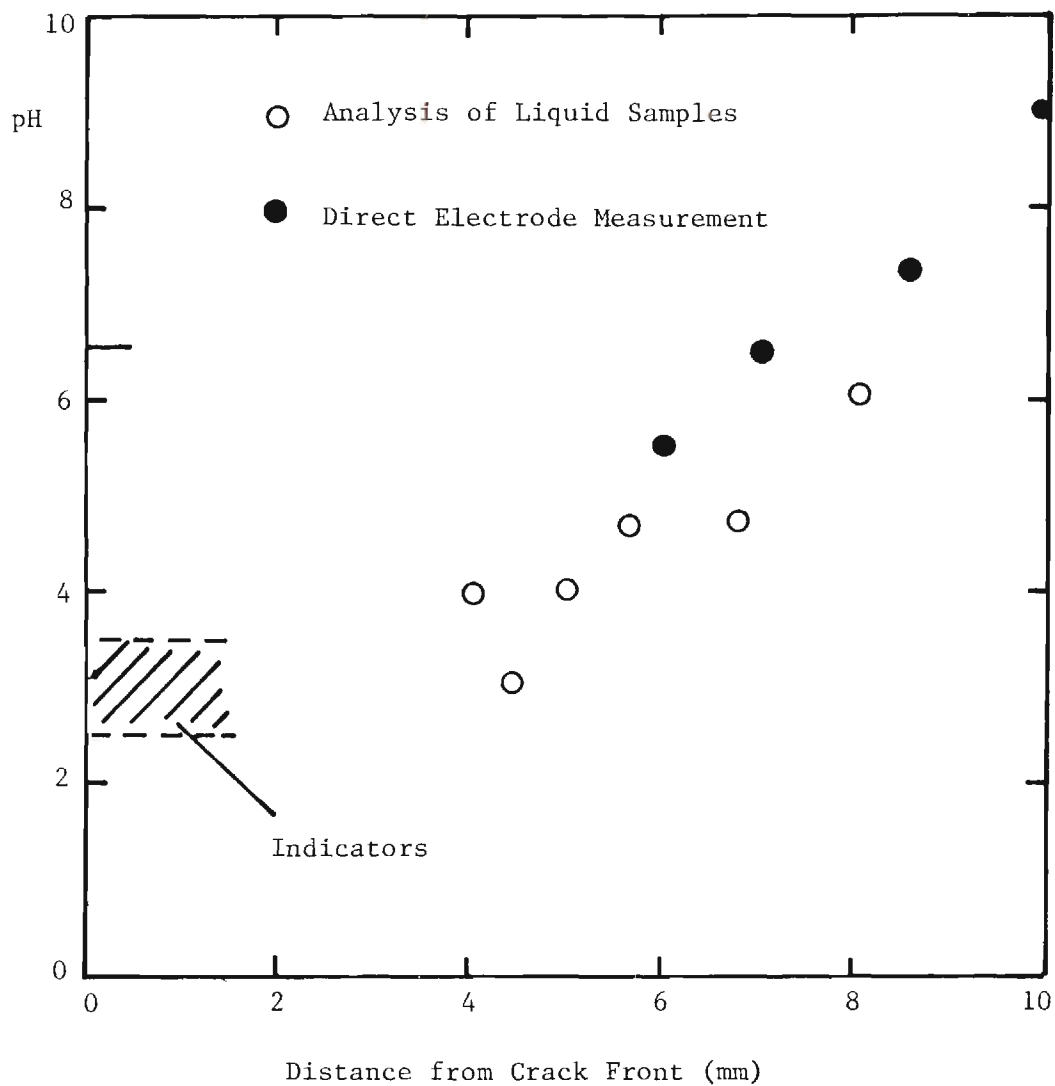 10
pH
Analysis of Liquid Samples
8
Direct Electrode Measurement
6
4
2
Indicators
0
0 2 4 6 8 10
Distance from Crack Front (mm)